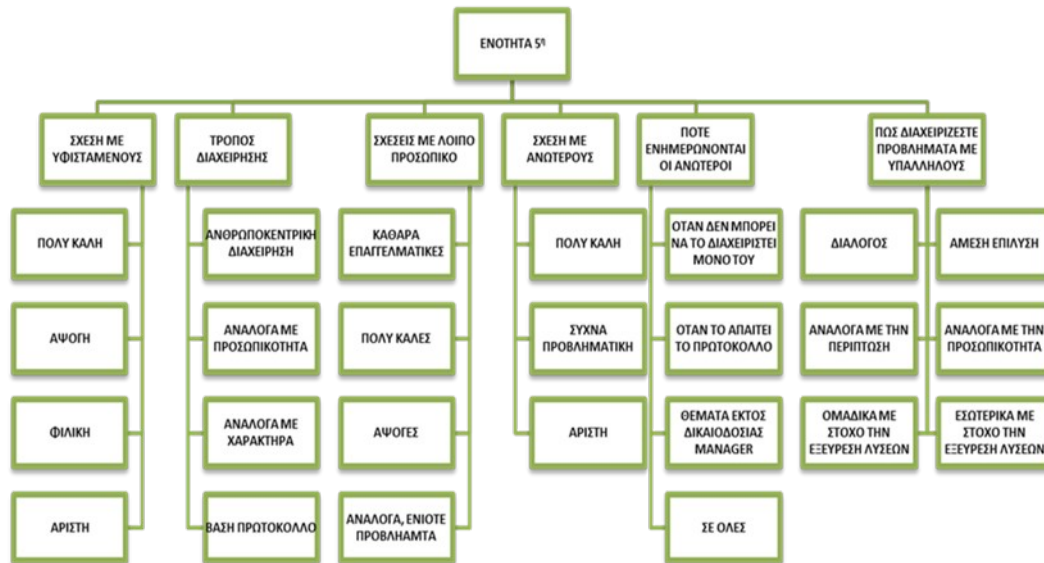 ΕΝΟΤΗΤΑ 5η
ΣΧΕΣΗ ΜΕ
ΥΦΙΣΤΑΜΕΝΟΥΣ
ΠΟΛΥ ΚΑΛΗ
ΑΨΟΓΗ
ΦΙΛΙΚΗ
ΑΡΙΣΤΗ
ΤΡΟΠΟΣ
ΔΙΑΧΕΙΡΗΣΗΣ
ΑΝΘΡΩΠΟΚΕΝΤΡΙΚΗ
ΔΙΑΧΕΙΡΗΣΗ
ΑΝΑΛΟΓΑ ΜΕ
ΠΡΟΣΩΠΙΚΟΤΗΤΑ
ΑΝΑΛΟΓΑ ΜΕ
ΧΑΡΑΚΤΗΡΑ
ΒΑΣΗ ΠΡΩΤΟΚΟΛΛΟ
ΣΧΕΣΕΙΣ ΜΕ ΛΟΙΠΟ
ΠΡΟΣΩΠΙΚΟ
ΚΑΘΑΡΑ
ΕΠΑΓΓΕΛΜΑΤΙΚΕΣ
ΠΟΛΥ ΚΑΛΕΣ
ΑΨΟΓΕΣ
ΑΝΑΛΟΓΑ, ΕΝΙΟΤΕ
ΠΡΟΒΛΗΑΜΤΑ
ΣΧΕΣΗ ΜΕ
ΑΝΩΤΕΡΟΥΣ
ΠΟΛΥ ΚΑΛΗ
ΣΥΧΝΑ
ΠΡΟΒΛΗΜΑΤΙΚΗ
ΑΡΙΣΤΗ
ΠΟΤΕ
ΕΝΗΜΕΡΩΝΟΝΤΑΙ
ΟΙ ΑΝΩΤΕΡΟΙ
ΟΤΑΝ ΔΕΝ ΜΠΟΡΕΙ
ΝΑ ΤΟ ΔΙΑΧΕΙΡΙΣΤΕΙ
ΜΟΝΟ ΤΟΥ
ΟΤΑΝ ΤΟ ΑΠΑΙΤΕΙ
ΤΟ ΠΡΩΤΟΚΟΛΛΟ
ΘΕΜΑΤΑ ΕΚΤΟΣ
ΔΙΚΑΙΟΔΟΣΙΑΣ
MANAGER
ΣΕ ΟΛΕΣ
ΠΩΣ ΔΙΑΧΕΙΡΙΖΕΣΤΕ
ΠΡΟΒΛΗΜΑΤΑ ΜΕ
ΥΠΑΛΛΗΛΟΥΣ
ΔΙΑΛΟΓΟΣ
ΑΜΕΣΗ ΕΠΙΛΥΣΗ
ΑΝΑΛΟΓΑ ΜΕ ΤΗΝ
ΠΕΡΙΠΤΩΣΗ
ΑΝΑΛΟΓΑ ΜΕ ΤΗΝ
ΠΡΟΣΩΠΙΚΟΤΗΤΑ
ΟΜΑΔΙΚΑ ΜΕ
ΣΤΟΧΟ ΤΗΝ
ΕΞΕΥΡΕΣΗ ΛΥΣΕΩΝ
ΕΣΩΤΕΡΙΚΑ ΜΕ
ΣΤΟΧΟ ΤΗΝ
ΕΞΕΥΡΕΣΗ ΛΥΣΕΩΝ